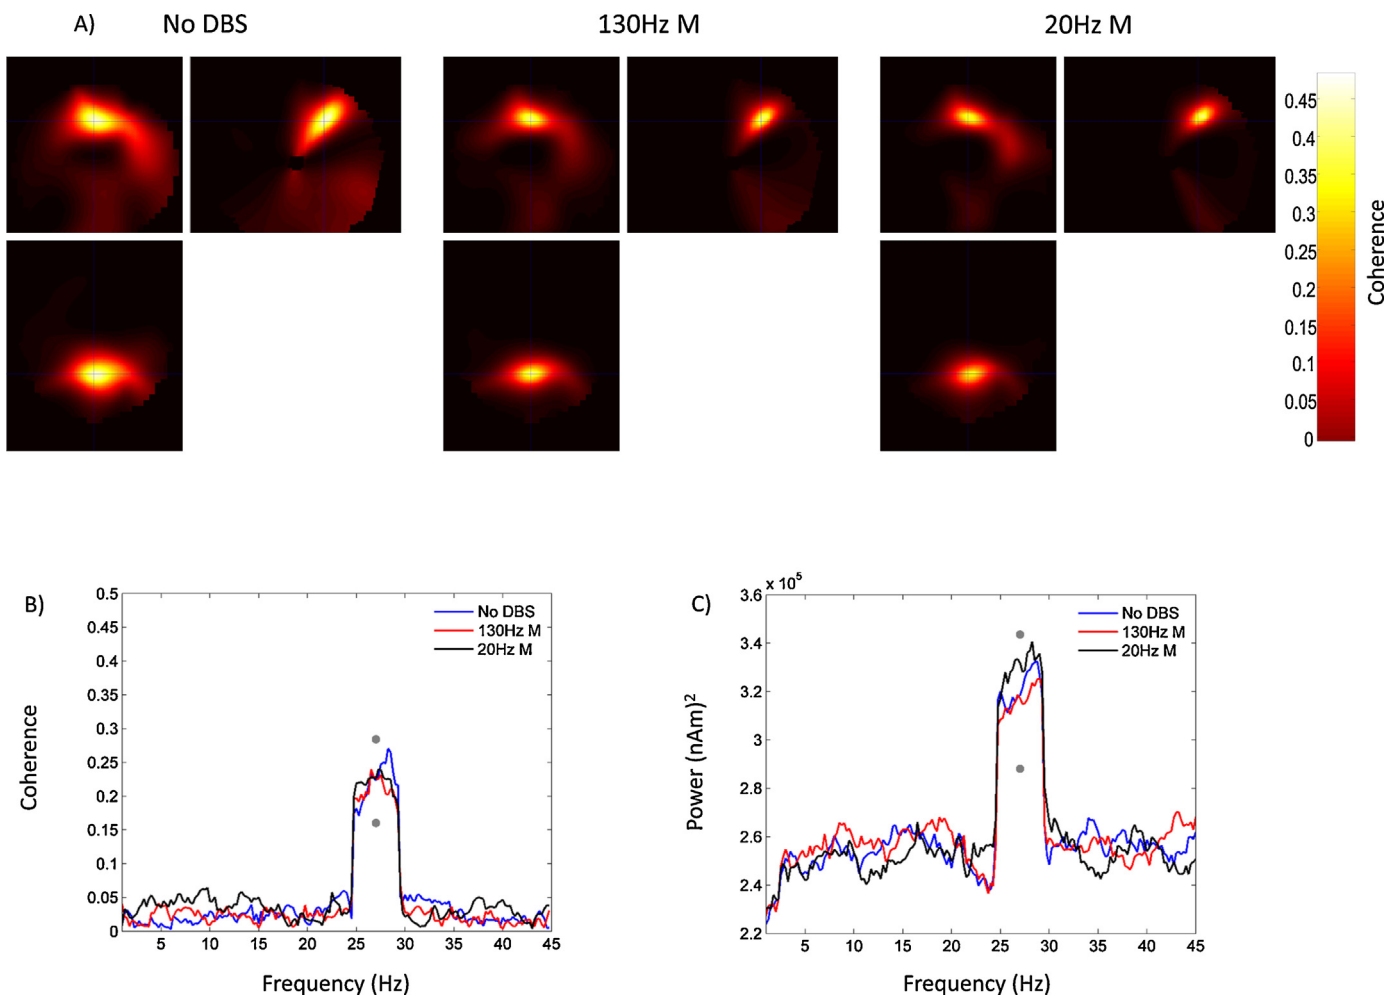 A) No DBS 130Hz M 20Hz M
0.45
0.4
0.35
0.3
0.25
0.2
0.15
0.1
0.05
0
Coherence
B)
0.5
0.45
0.4
0.35
0.3
0.25
0.2
0.15
0.1
0.05
0
Coherence
No DBS
130Hz M
20Hz M
5 10 15 20 25 30 35 40 45
Frequency (Hz)
C)
x 10⁵
3.6
3.4
3.2
3
2.8
2.6
2.4
2.2
Power (nAm)²
No DBS
130Hz M
20Hz M
5 10 15 20 25 30 35 40 45
Frequency (Hz)